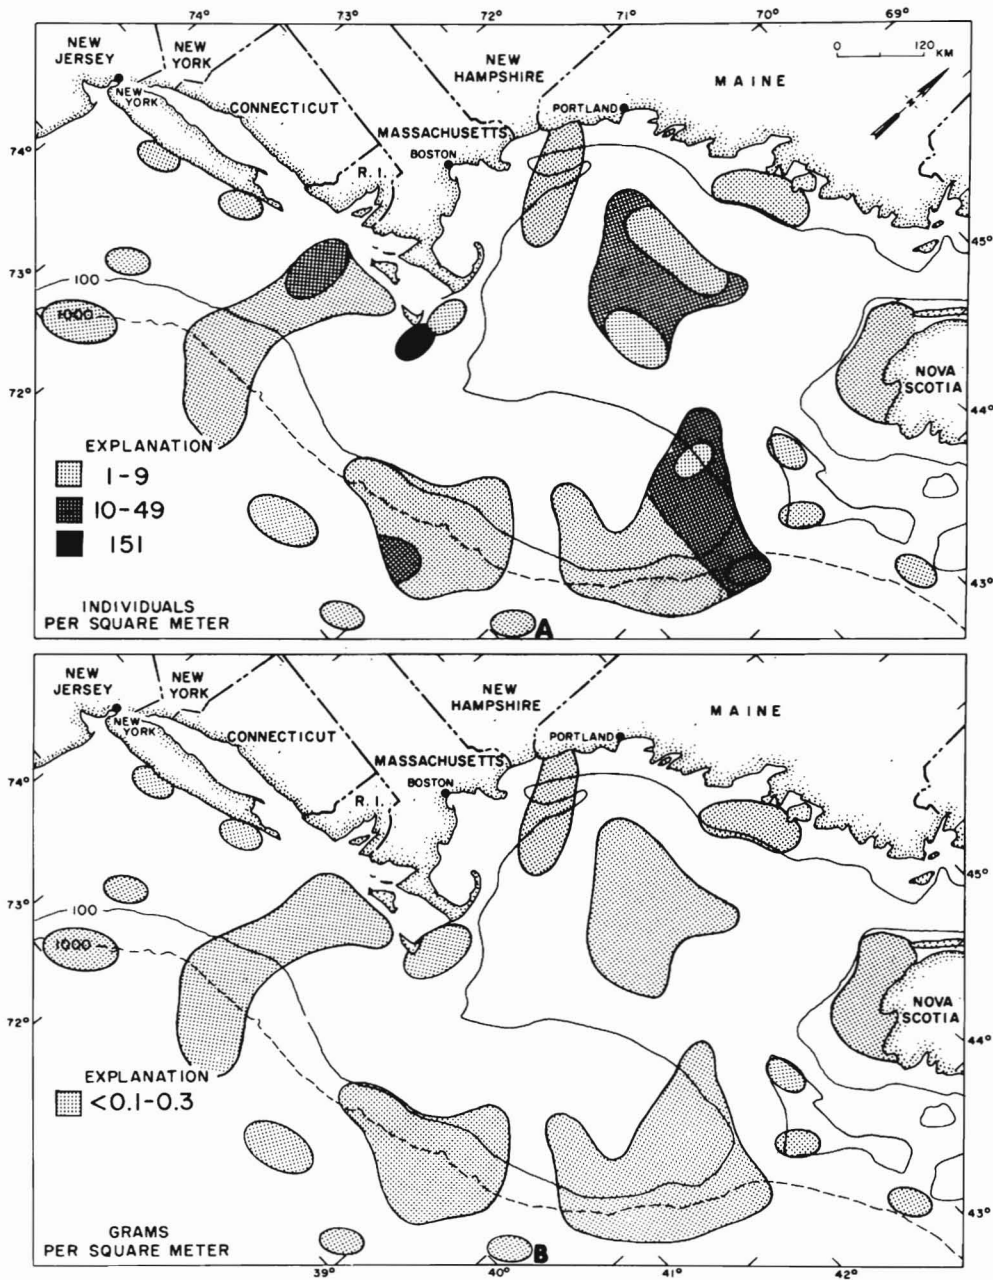 74° 73° 72° 71° 70° 69°
NEW
JERSEY
NEW
YORK
NEW
YORK
CONNECTICUT
NEW
HAMPSHIRE
MAINE
0 120 KM
PORTLAND
MASSACHUSETTS
BOSTON
R. I.
74°
45°
73°
100
1000
NOVA
SCOTIA
72°
44°
EXPLANATION
1-9
10-49
151
43°
INDIVIDUALS
PER SQUARE METER
A
NEW
JERSEY
NEW
YORK
NEW
YORK
CONNECTICUT
NEW
HAMPSHIRE
MAINE
PORTLAND
MASSACHUSETTS
BOSTON
R. I.
74°
45°
73°
100
1000
NOVA
SCOTIA
72°
44°
EXPLANATION
<0.1-0.3
43°
GRAMS
PER SQUARE METER
B
39° 40° 41° 42°